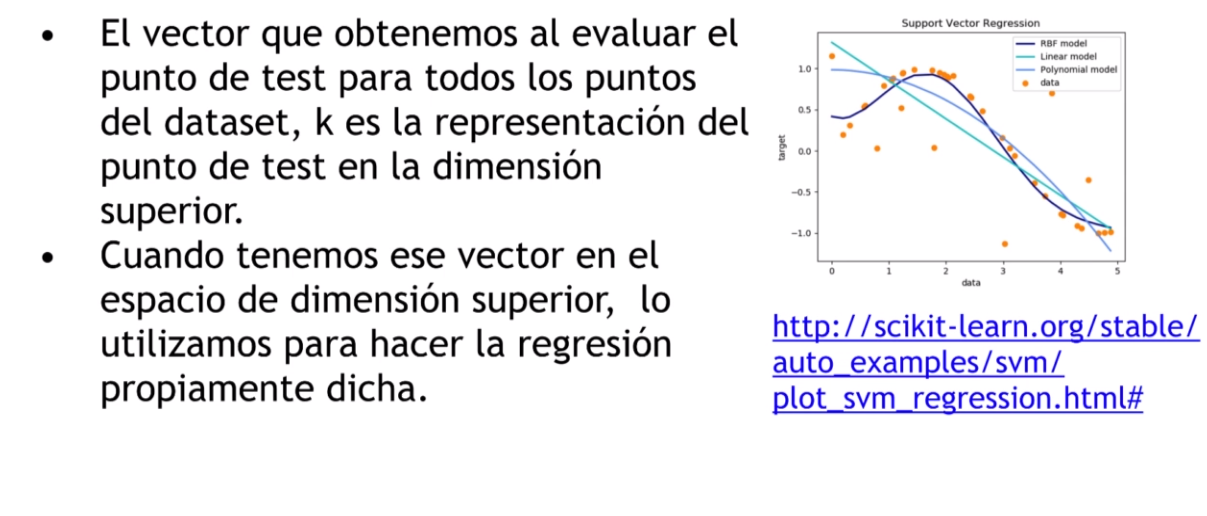 • El vector que obtenemos al evaluar el
punto de test para todos los puntos
del dataset, k es la representación del
punto de test en la dimensión
superior.
• Cuando tenemos ese vector en el
espacio de dimensión superior, lo
utilizamos para hacer la regresión
propiamente dicha.
Support Vector Regression
RBF model
Linear model
Polynomial model
data
1.0
0.5
0.0
−0.5
−1.0
target
0 1 2 3 4 5
data
http://scikit-learn.org/stable/
auto_examples/svm/
plot_svm_regression.html#